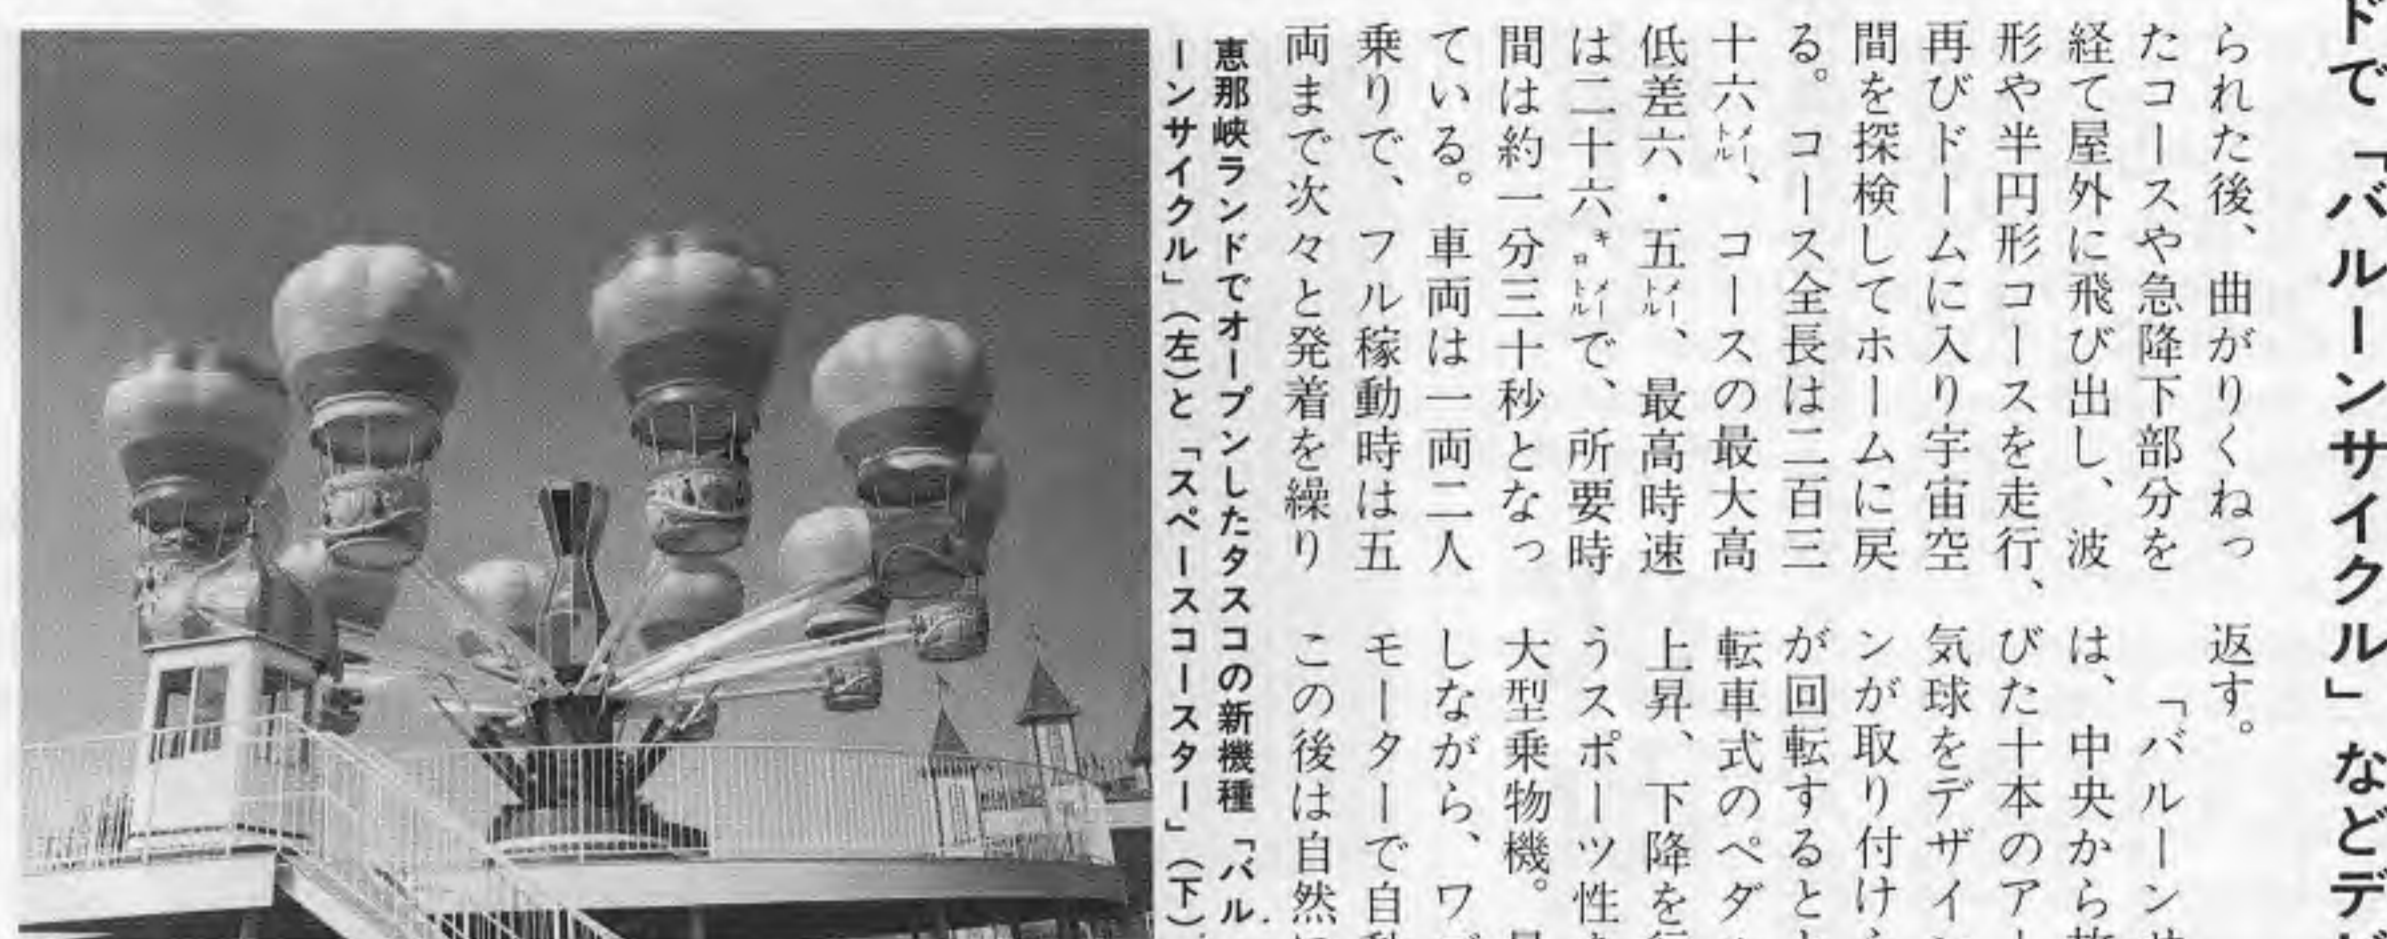 ドで「バルーンサイクル」などデ
られた後、曲がりくねっ
たコースや急降下部分を
経て屋外に飛び出し、波
形や半円形コースを走行、
再びドームに入り宇宙空
間を探検してホームに戻
る。コース全長は二百三
十六メートル、コースの最大高
低差六・五メートル、最高時速
は二十六キロメートルで、所要時
間は約一分三十秒となっ
ている。車両は一両二人
乗りで、フル稼動時は五
両まで次々と発着を繰り
返す。
「バルーンサ
は、中央から放
びた十本のアー
気球をデザイン
ンが取り付けら
が回転すると
転車式のペダル
上昇、下降を行
うスポーツ性
大型乗物機。
しながら、ワ
モーターで自
この後は自然に
恵那峡ランドでオープンしたタスコの新機種「バル
ーンサイクル」（左）と「スペースコースター」（下）